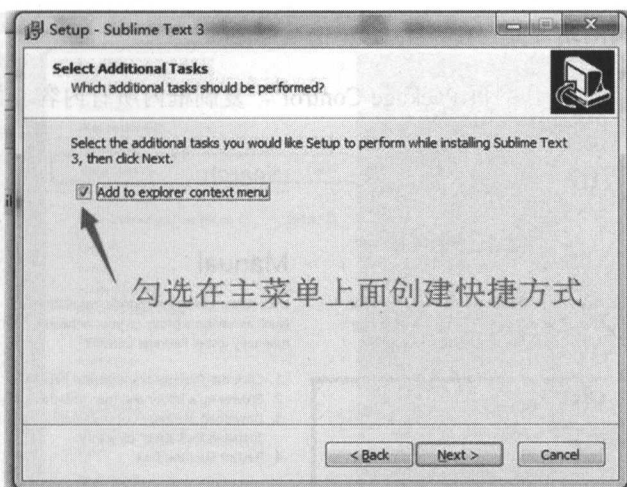 Setup - Sublime Text 3
Select Additional Tasks
Which additional tasks should be performed?
Select the additional tasks you would like Setup to perform while installing Sublime Text
3, then click Next.
Add to explorer context menu
勾选在主菜单上面创建快捷方式
< Back
Next >
Cancel